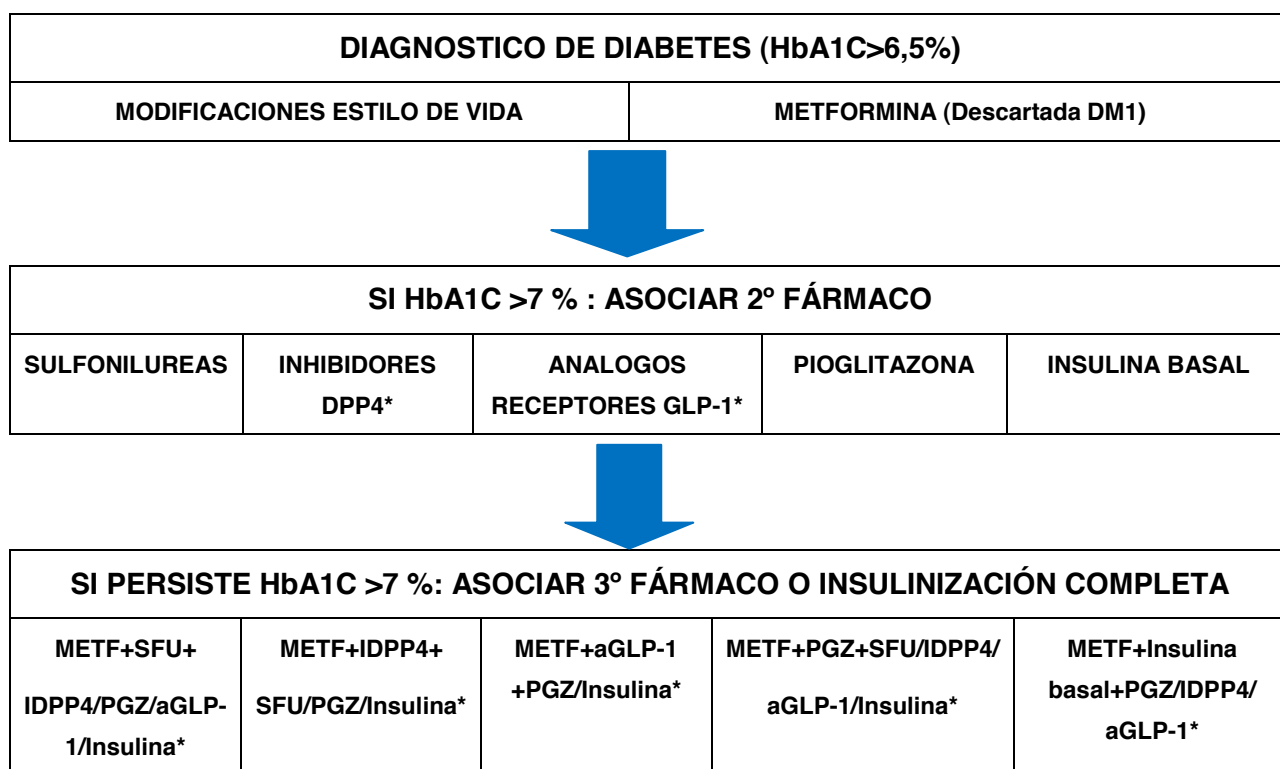 DIAGNOSTICO DE DIABETES (HbA1C>6,5%)
MODIFICACIONES ESTILO DE VIDA
METFORMINA (Descartada DM1)
SI HbA1C >7 % : ASOCIAR 2º FÁRMACO
SULFONILUREAS
INHIBIDORES
DPP4*
ANALOGOS
RECEPTORES GLP-1*
PIOGLITAZONA
INSULINA BASAL
SI PERSISTE HbA1C >7 %: ASOCIAR 3º FÁRMACO O INSULINIZACIÓN COMPLETA
METF+SFU+
IDPP4/PGZ/aGLP-
1/Insulina*
METF+IDPP4+
SFU/PGZ/Insulina*
METF+aGLP-1
+PGZ/Insulina*
METF+PGZ+SFU/IDPP4/
aGLP-1/Insulina*
METF+Insulina
basal+PGZ/IDPP4/
aGLP-1*